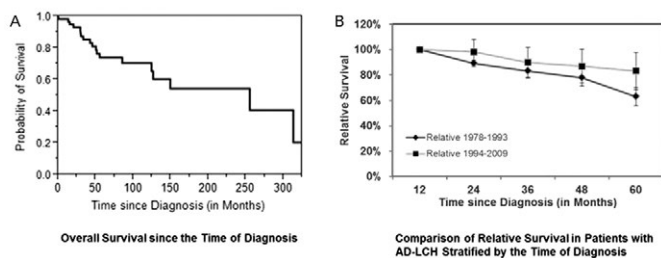 A
Probability of Survival
1.0
0.8
0.6
0.4
0.2
0.0
0 50 100 150 200 250 300
Time since Diagnosis (in Months)
Overall Survival since the Time of Diagnosis
B
Relative Survival
120%
100%
80%
60%
40%
20%
0%
Relative 1978-1993
Relative 1994-2009
12 24 36 48 60
Time since Diagnosis (in Months)
Comparison of Relative Survival in Patients with
AD-LCH Stratified by the Time of Diagnosis